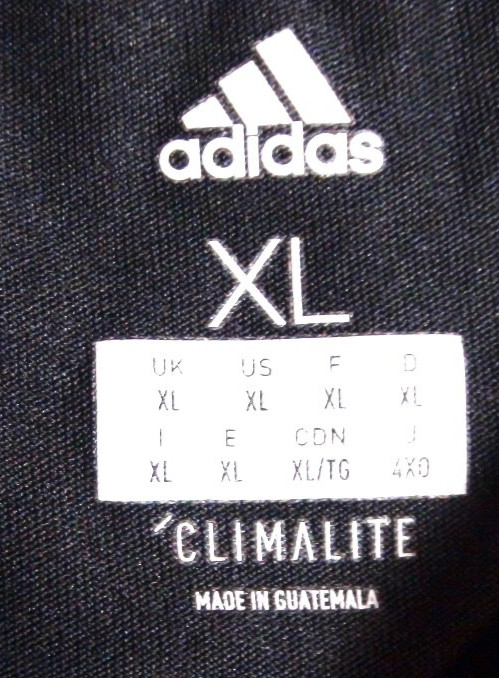 adidas
XL
UK US F D
XL XL XL XL
I E CDN J
XL XL XL/TG 4XO
CLIMALITE
MADE IN GUATEMALA